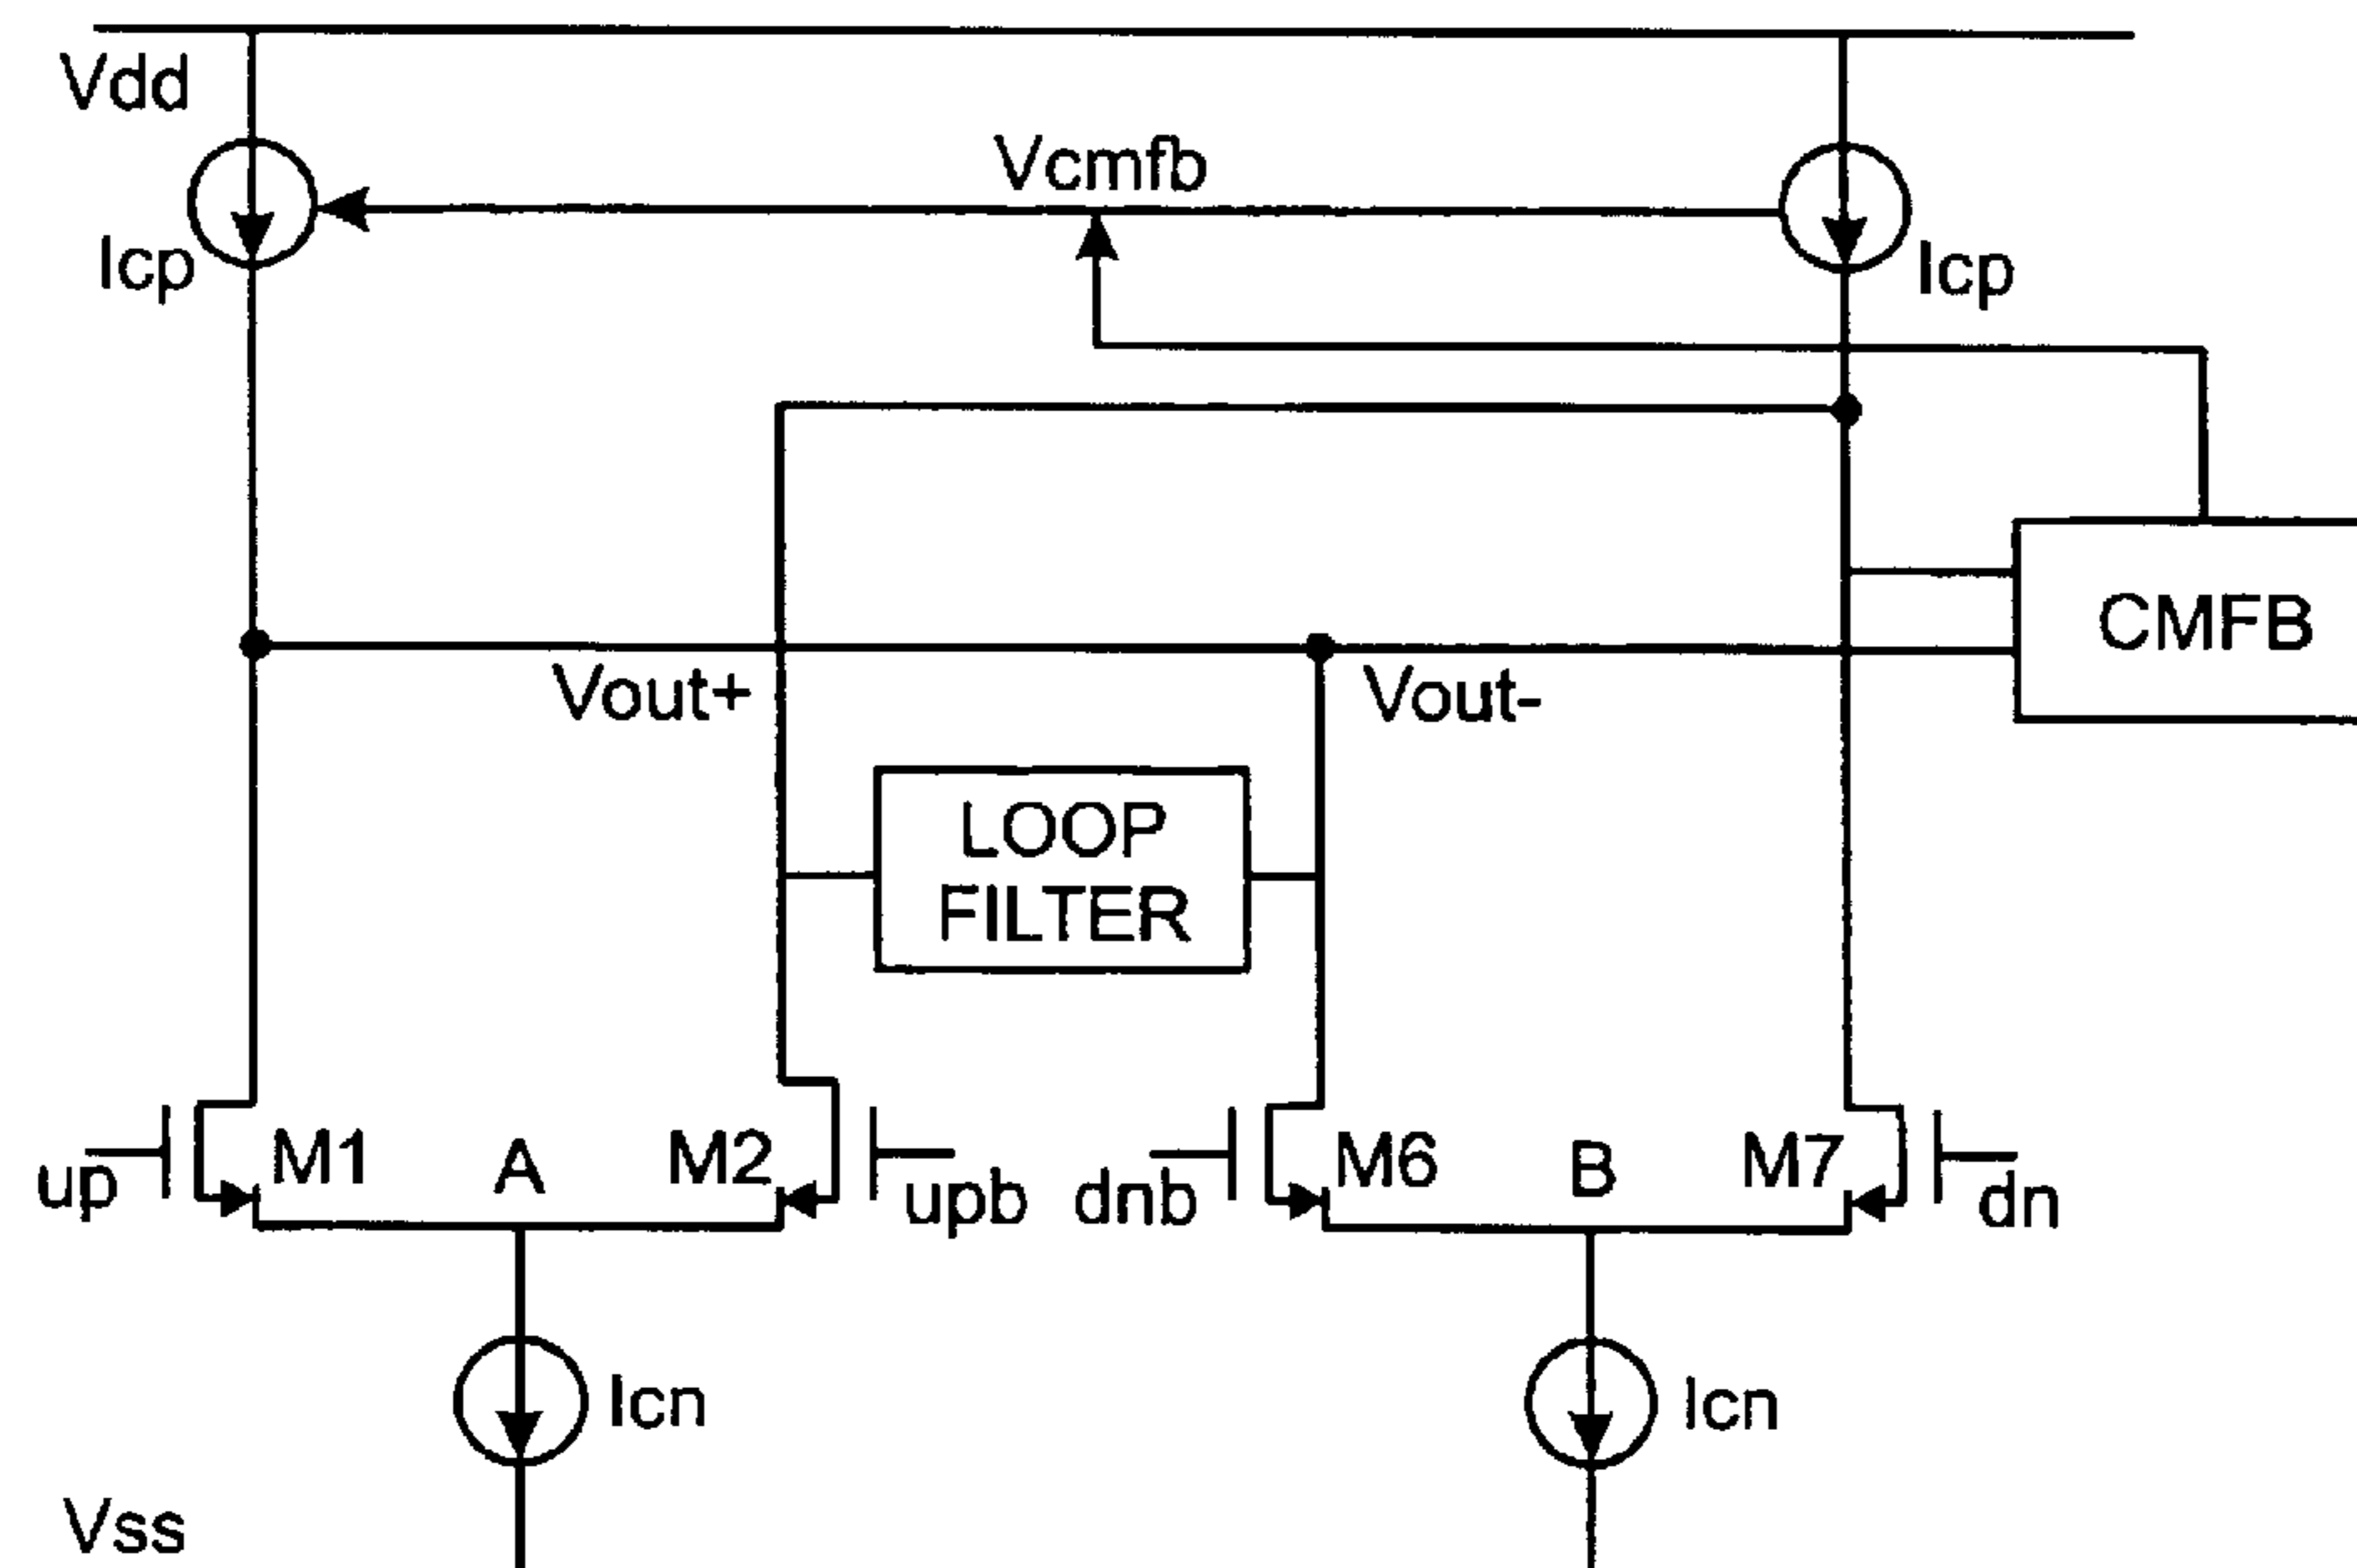 Vdd
Vcmfb
Icp
Icp
CMFB
Vout+
Vout-
LOOP
FILTER
M1
A
M2
M6
B
M7
up
upb
dnb
dn
Icn
Icn
Vss